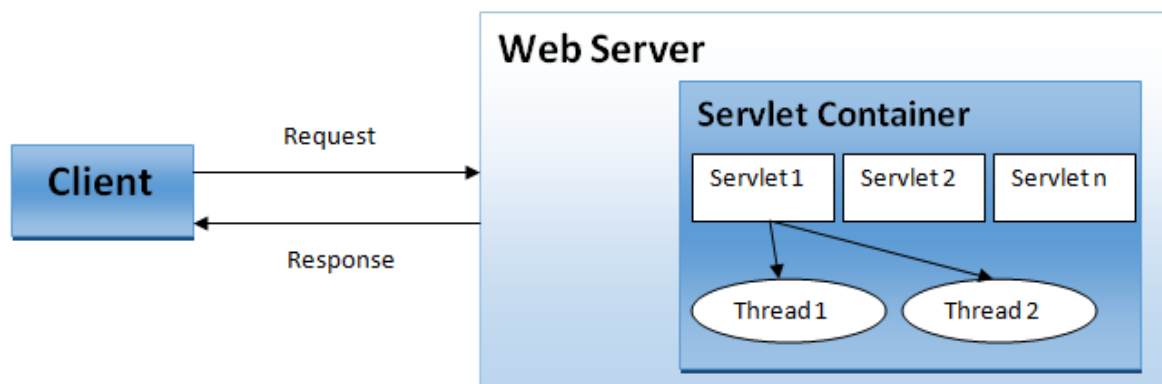 Web Server
Servlet Container
Request
Client
Servlet 1
Servlet 2
Servlet n
Response
Thread 1
Thread 2